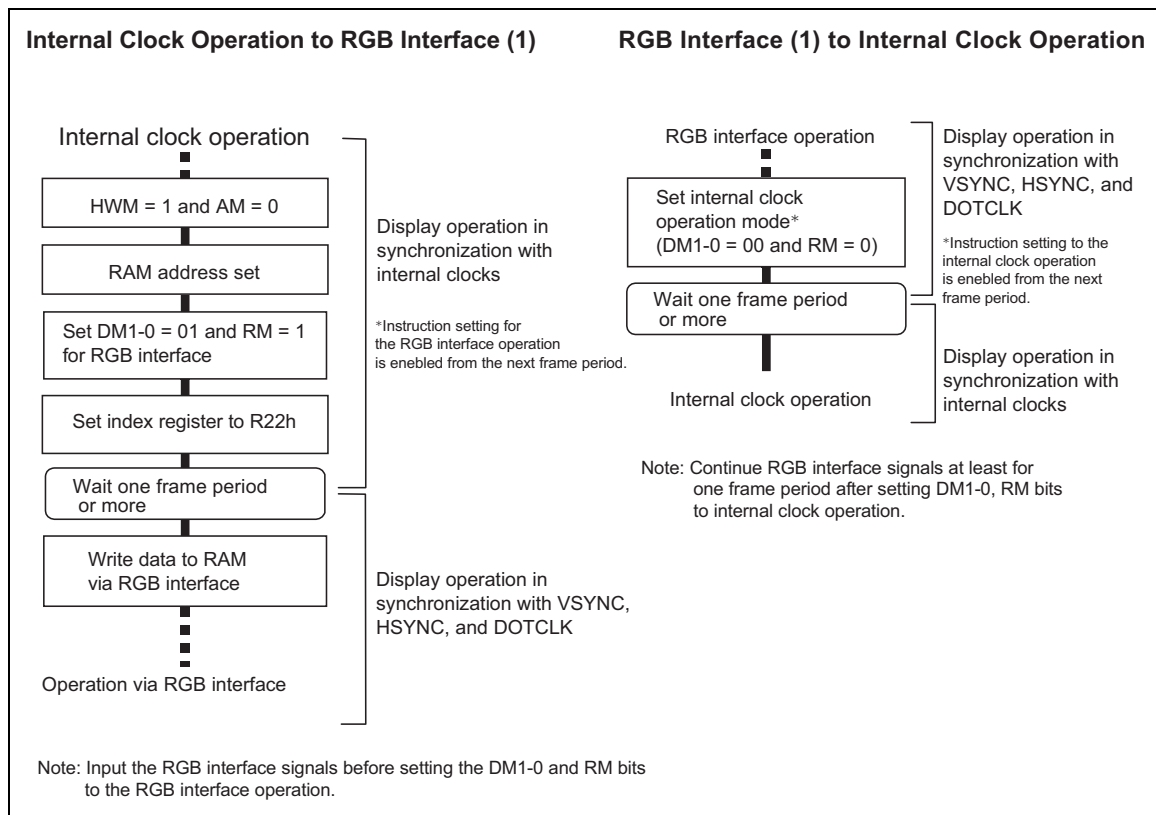 Internal Clock Operation to RGB Interface (1)
Internal clock operation
HWM = 1 and AM = 0
RAM address set
Set DM1-0 = 01 and RM = 1
for RGB interface
Set index register to R22h
Wait one frame period
or more
Write data to RAM
via RGB interface
Operation via RGB interface
Display operation in
synchronization with
internal clocks
*Instruction setting for
the RGB interface operation
is enebled from the next frame period.
Display operation in
synchronization with VSYNC,
HSYNC, and DOTCLK
Note: Input the RGB interface signals before setting the DM1-0 and RM bits
to the RGB interface operation.
RGB Interface (1) to Internal Clock Operation
RGB interface operation
Set internal clock
operation mode*
(DM1-0 = 00 and RM = 0)
Wait one frame period
or more
Internal clock operation
Display operation in
synchronization with
VSYNC, HSYNC, and
DOTCLK
*Instruction setting to the
internal clock operation
is enabled from the next
frame period.
Display operation in
synchronization with
internal clocks
Note: Continue RGB interface signals at least for
one frame period after setting DM1-0, RM bits
to internal clock operation.